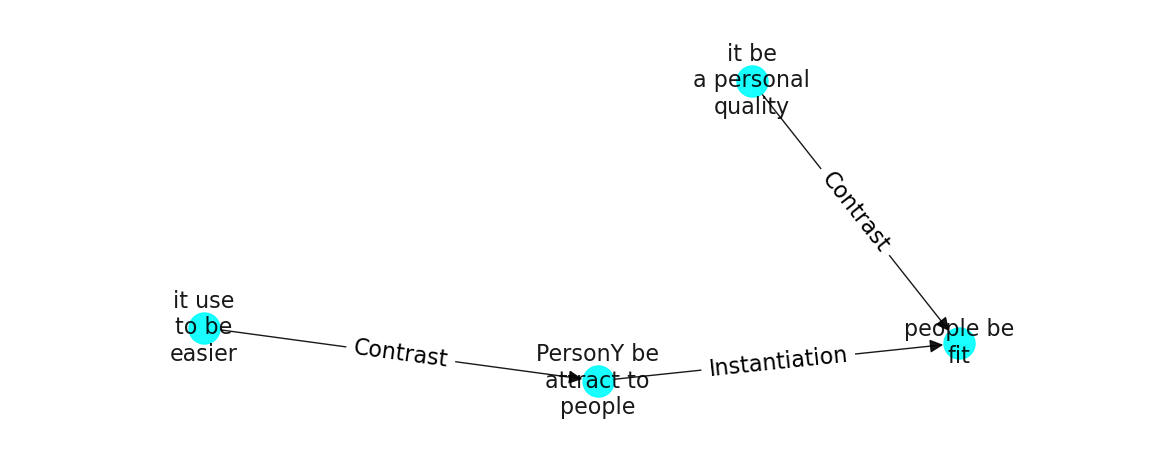 it be
a personal
quality
Contrast
it use
to be
easier
Contrast
PersonY be
attract to
people
Instantiation
people be
fit